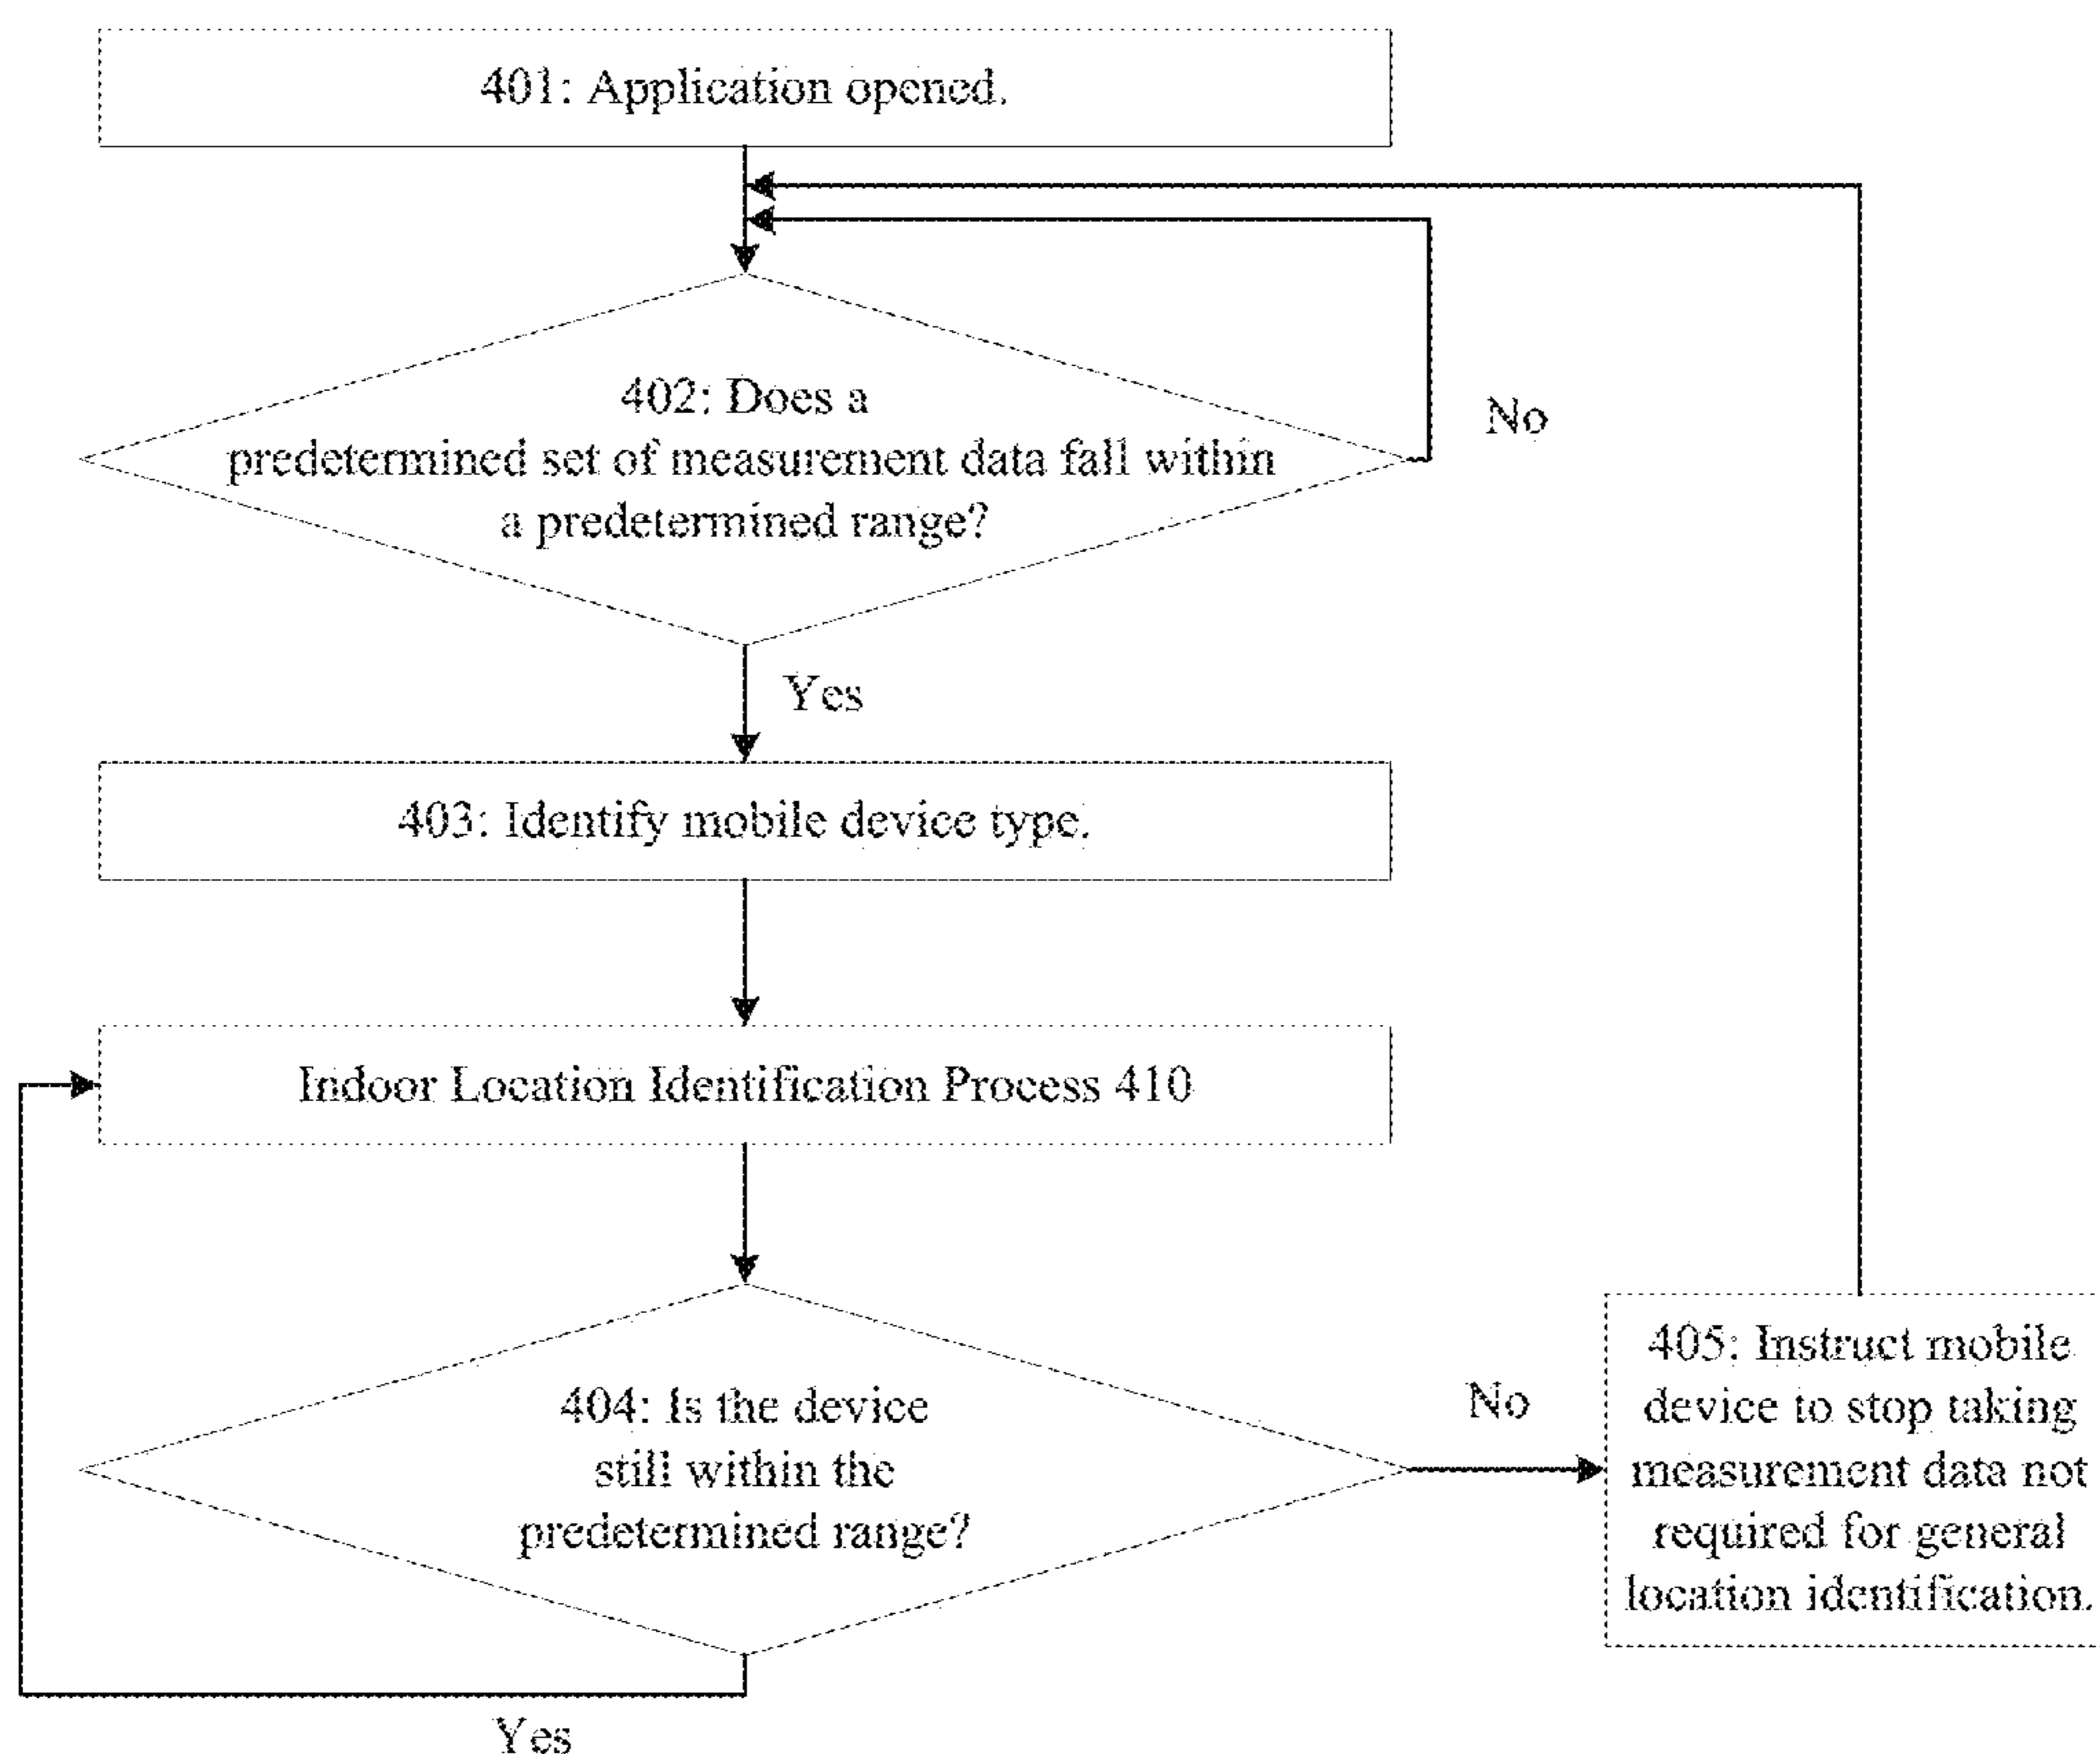 401: Application opened.
402: Does a
predetermined set of measurement data fall within
a predetermined range?
No
Yes
403: Identify mobile device type.
Indoor Location Identification Process 410
404: Is the device
still within the
predetermined range?
No
405: Instruct mobile
device to stop taking
measurement data not
required for general
location identification.
Yes